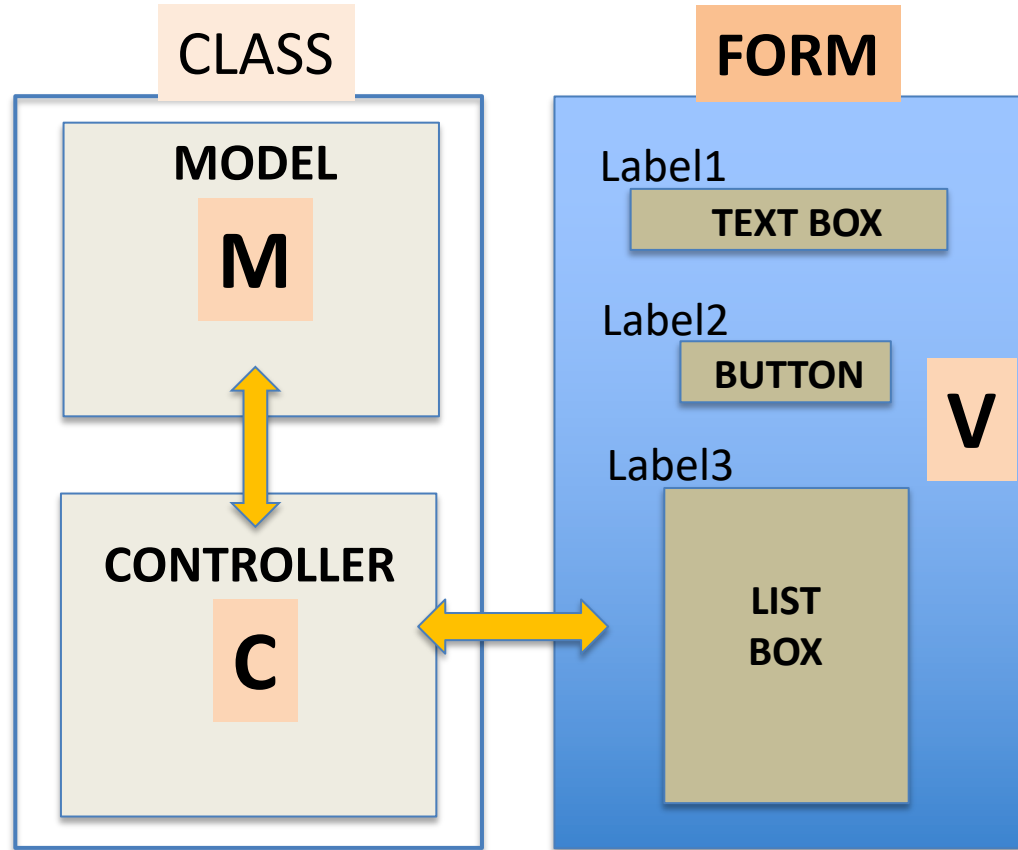 CLASS
MODEL
M
CONTROLLER
C
FORM
Label1
TEXT BOX
Label2
BUTTON
V
Label3
LIST
BOX